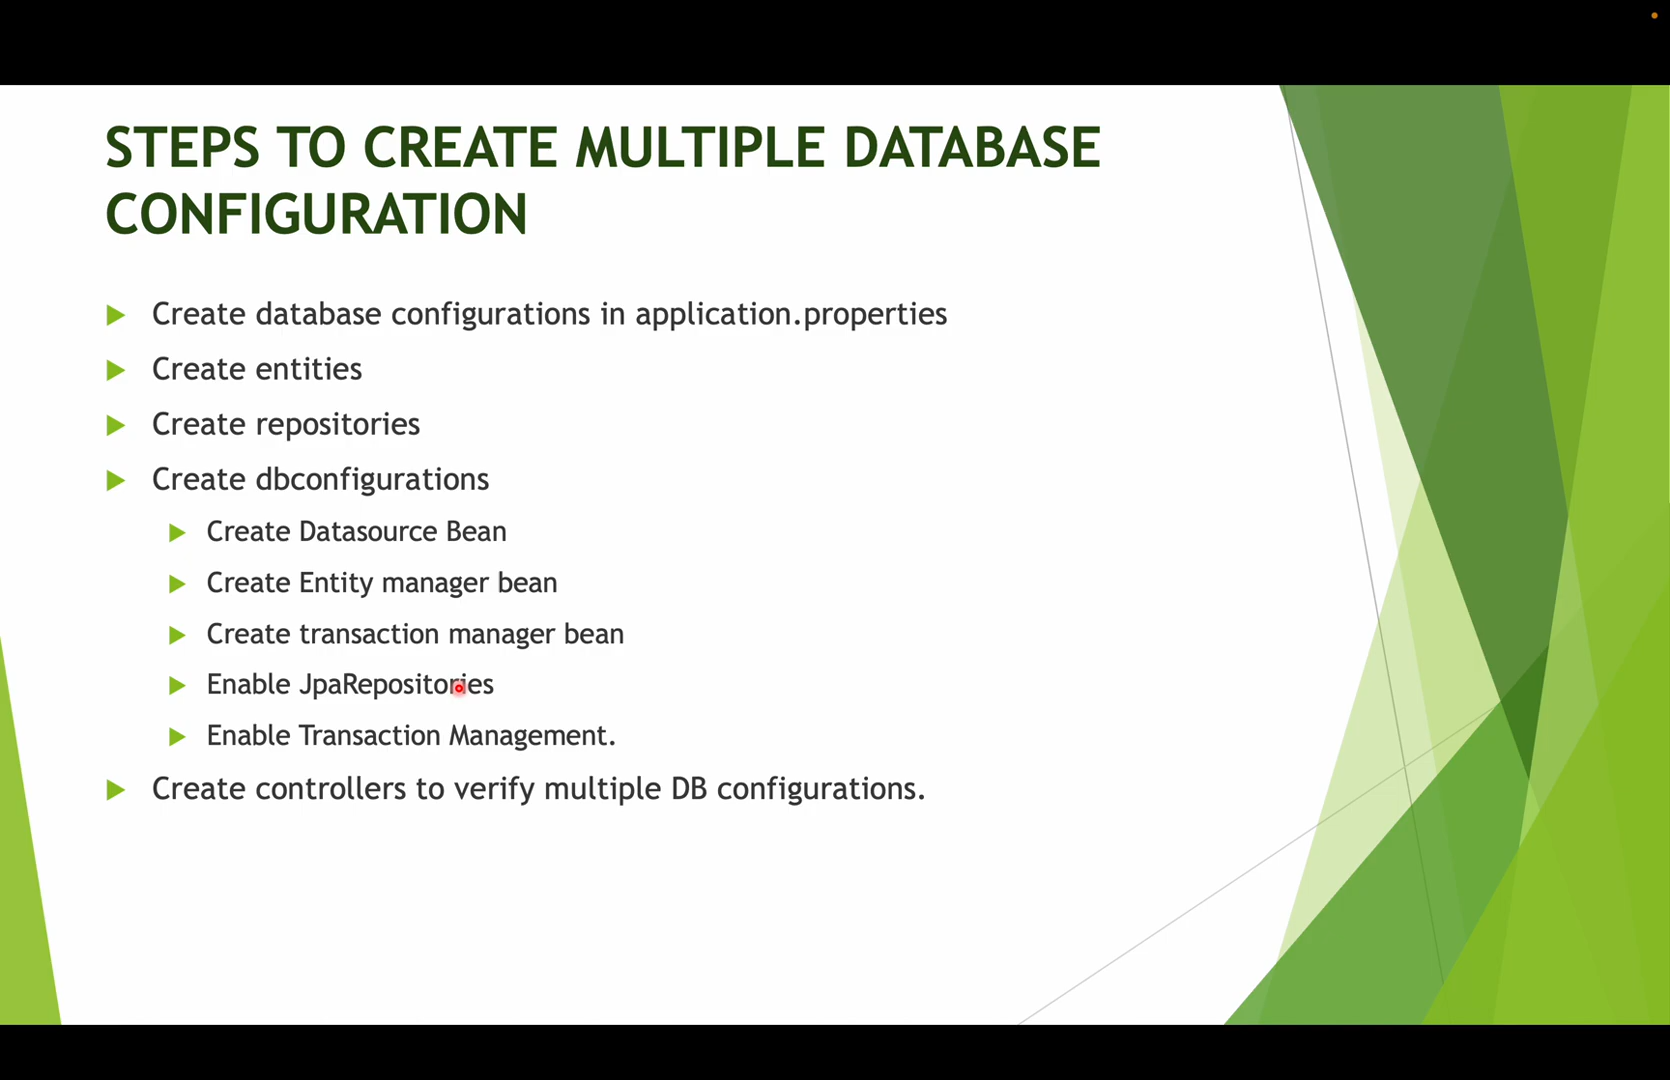 STEPS TO CREATE MULTIPLE DATABASE
CONFIGURATION
Create database configurations in application.properties
Create entities
Create repositories
Create dbconfigurations
Create Datasource Bean
Create Entity manager bean
Create transaction manager bean
Enable JpaRepositories
Enable Transaction Management.
Create controllers to verify multiple DB configurations.